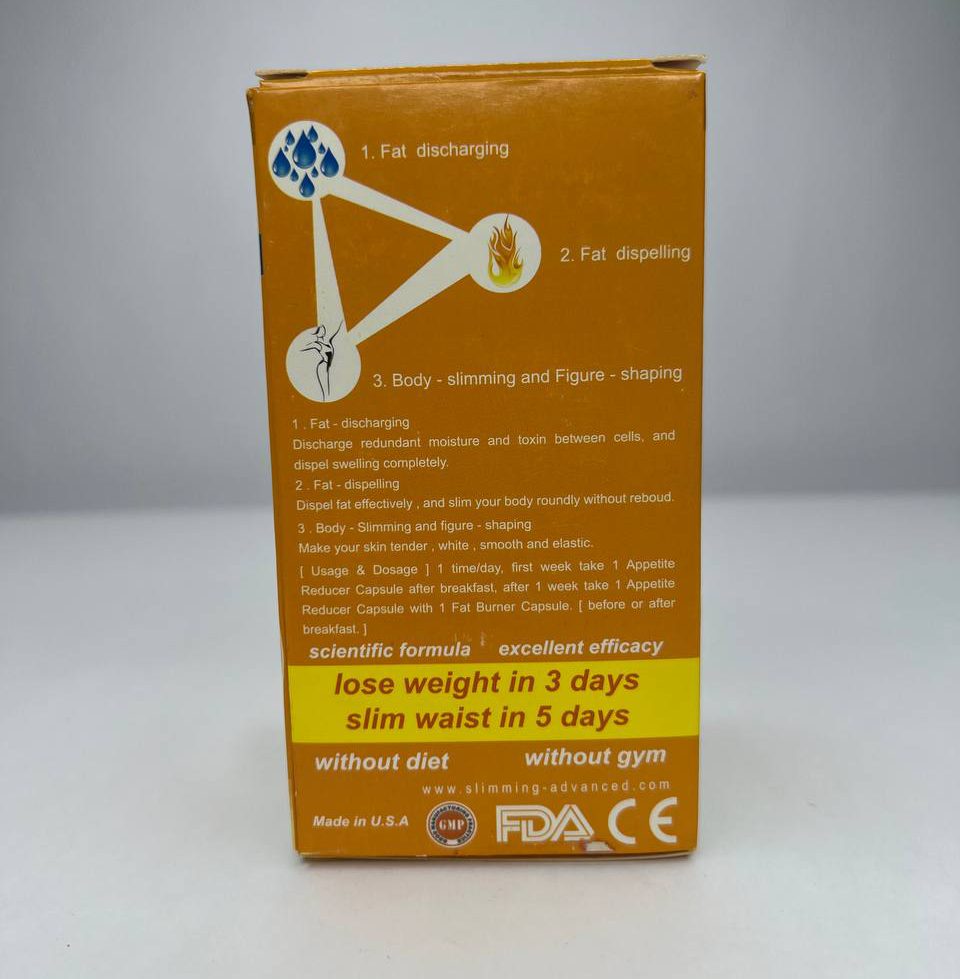 1. Fat discharging
2. Fat dispelling
3. Body - slimming and Figure - shaping
1 . Fat - discharging
Discharge redundant moisture and toxin between cells, and
dispel swelling completely.
2 . Fat - dispelling
Dispel fat effectively , and slim your body roundly without reboud.
3 . Body - Slimming and figure - shaping
Make your skin tender , white , smooth and elastic.
[ Usage & Dosage ] 1 time/day, first week take 1 Appetite
Reducer Capsule after breakfast, after 1 week take 1 Appetite
Reducer Capsule with 1 Fat Burner Capsule. [ before or after
breakfast. ]
scientific formula excellent efficacy
lose weight in 3 days
slim waist in 5 days
without diet without gym
www.slimming-advanced.com
Made in U.S.A GMP FDA CE